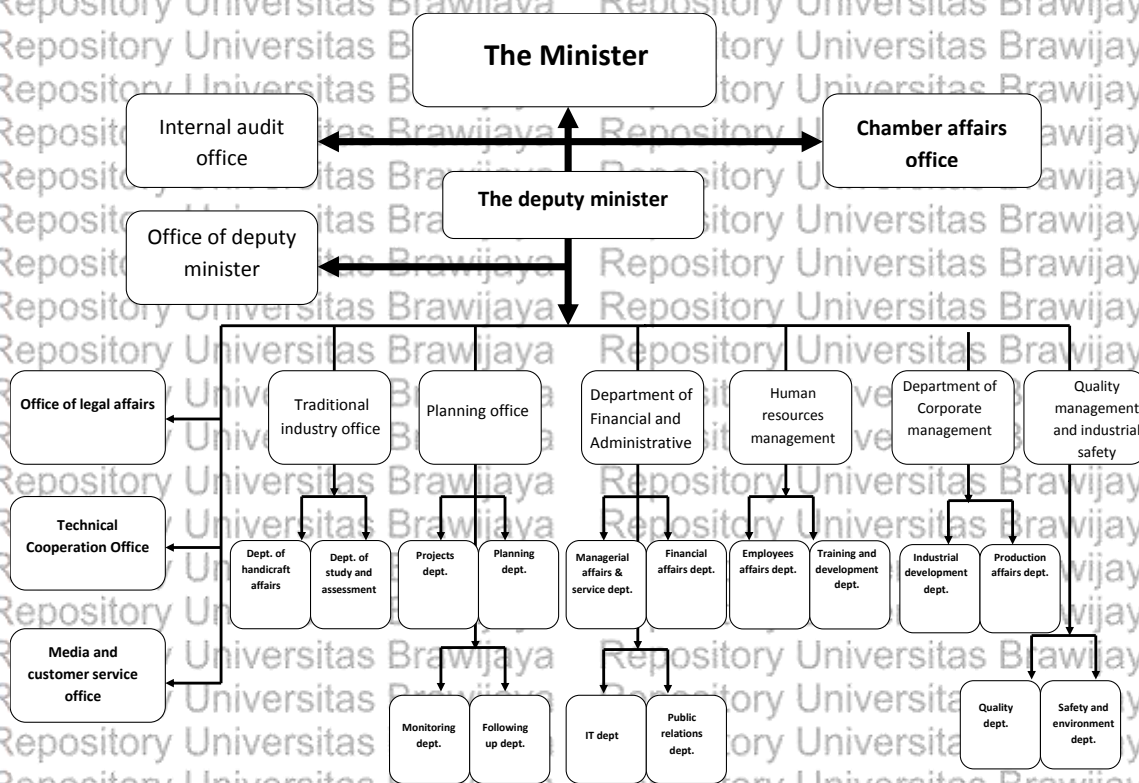 The Minister
Internal audit
office
Chamber affairs
office
The deputy minister
Office of deputy
minister
Office of legal affairs
Traditional
industry office
Planning office
Department of
Financial and
Administrative
Human
resources
management
Department of
Corporate
management
Quality
management
and industrial
safety
Technical
Cooperation Office
Dept. of
handicraft
affairs
Dept. of
study and
assessment
Projects
dept.
Planning
dept.
Managerial
affairs &
service dept.
Financial
affairs dept.
Employees
affairs dept.
Training and
development
dept.
Industrial
development
dept.
Production
affairs dept.
Media and
customer service
office
Monitoring
dept.
Following
up dept.
IT dept
Public
relations
dept.
Quality
dept.
Safety and
environment
dept.
Repository Universitas Brawijaya